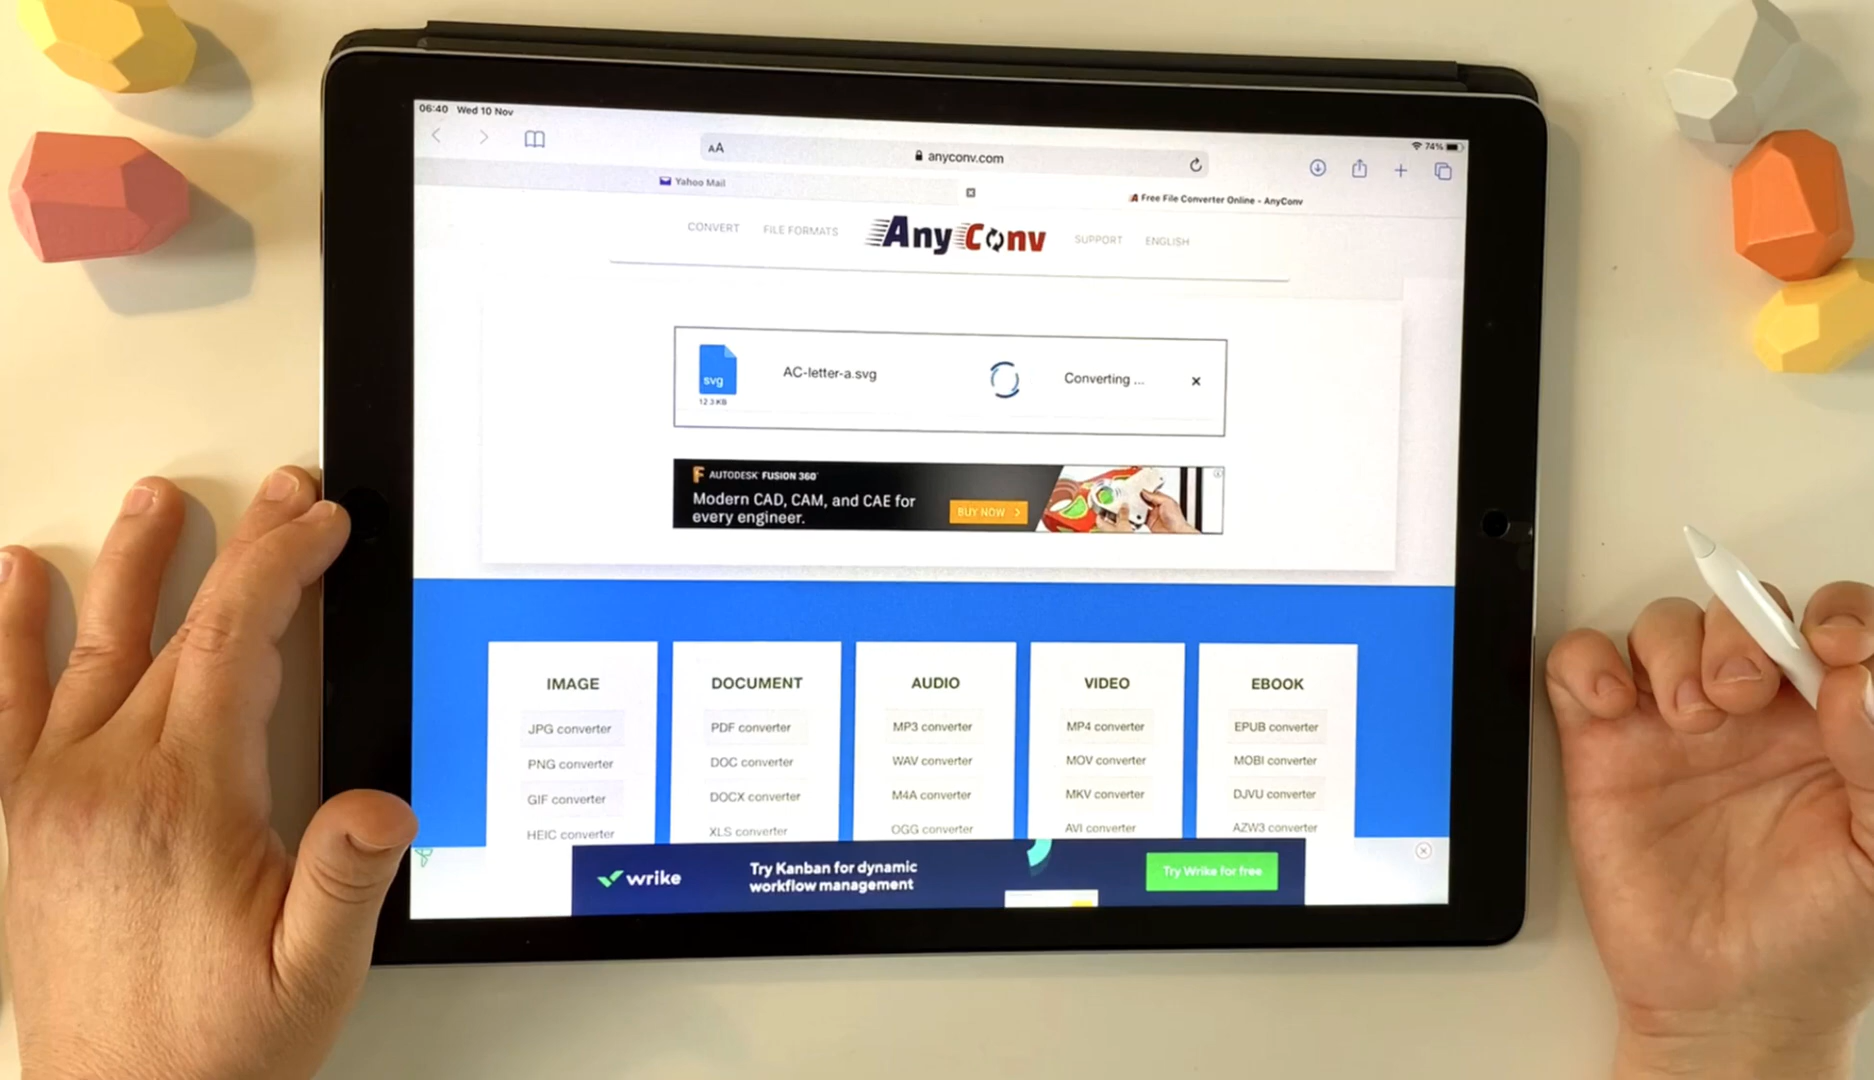 06:40 Wed 10 Nov
74%
AA
anyconv.com
Yahoo Mail
A Free File Converter Online - AnyConv
CONVERT FILE FORMATS AnyConv SUPPORT ENGLISH
svg
12.3 KB
AC-letter-a.svg
Converting ...
AUTODESK FUSION 360
Modern CAD, CAM, and CAE for
every engineer.
BUY NOW
IMAGE
JPG converter
PNG converter
GIF converter
HEIC converter
DOCUMENT
PDF converter
DOC converter
DOCX converter
XLS converter
AUDIO
MP3 converter
WAV converter
M4A converter
OGG converter
VIDEO
MP4 converter
MOV converter
MKV converter
AVI converter
EBOOK
EPUB converter
MOBI converter
DJVU converter
AZW3 converter
wrike
Try Kanban for dynamic
workflow management
Try Wrike for free